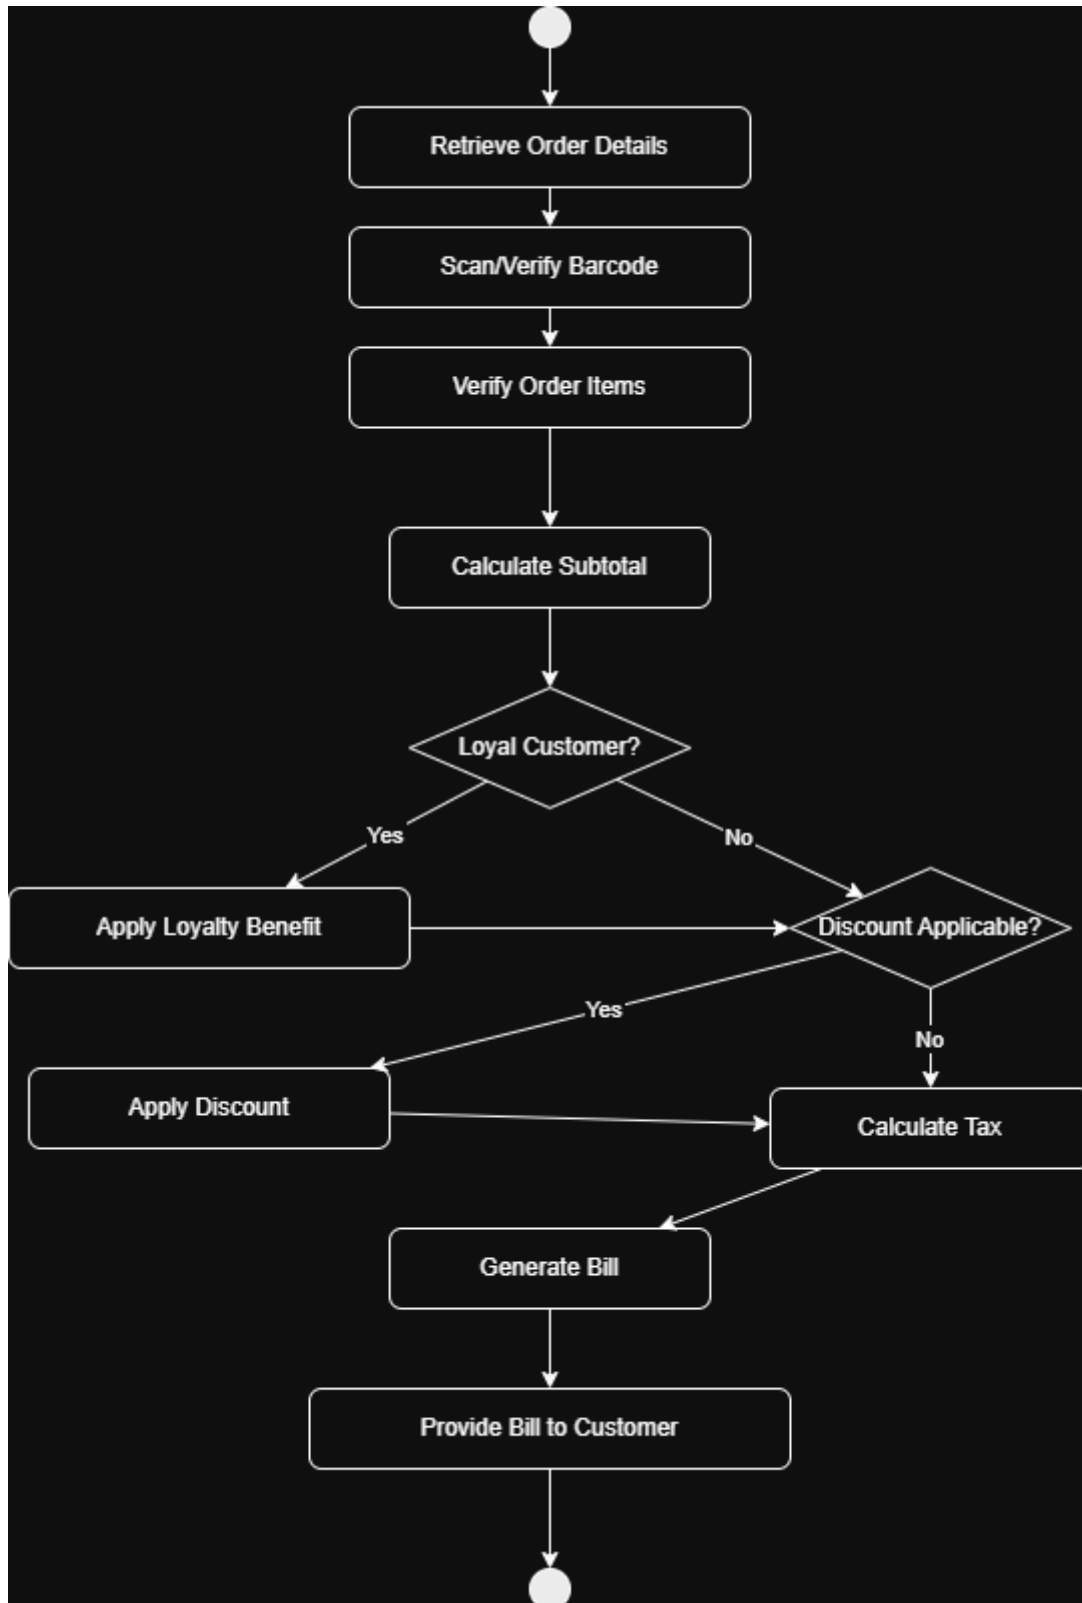 Retrieve Order Details
Scan/Verify Barcode
Verify Order Items
Calculate Subtotal
Loyal Customer?
Yes
No
Apply Loyalty Benefit
Discount Applicable?
Yes
No
Apply Discount
Calculate Tax
Generate Bill
Provide Bill to Customer